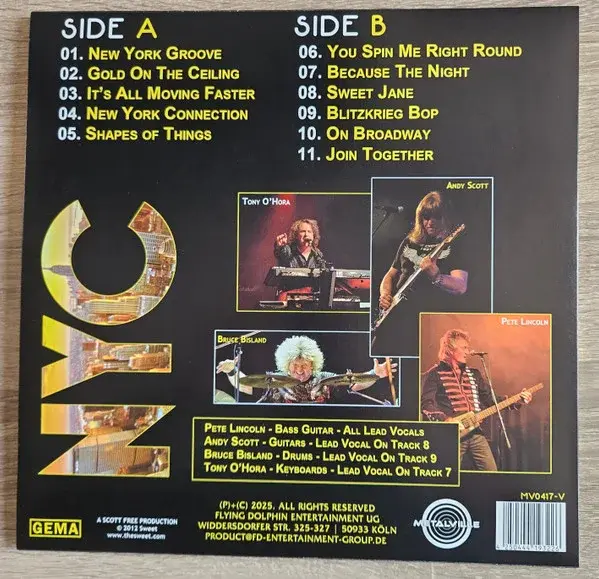 SIDE A
01. NEW YORK GROOVE
02. GOLD ON THE CEILING
03. IT'S ALL MOVING FASTER
04. NEW YORK CONNECTION
05. SHAPES OF THINGS
SIDE B
06. YOU SPIN ME RIGHT ROUND
07. BECAUSE THE NIGHT
08. SWEET JANE
09. BLITZKRIEG BOP
10. ON BROADWAY
11. JOIN TOGETHER
NYC
TONY O'HORA
ANDY SCOTT
BRUCE BISLAND
PETE LINCOLN
PETE LINCOLN - BASS GUITAR - ALL LEAD VOCALS
ANDY SCOTT - GUITARS - LEAD VOCAL ON TRACK 8
BRUCE BISLAND - DRUMS - LEAD VOCAL ON TRACK 9
TONY O'HORA - KEYBOARDS - LEAD VOCAL ON TRACK 7
GEMA
A SCOTT FREE PRODUCTION
© 2012 Sweet
www.thesweet.com
(P)+(C) 2025. ALL RIGHTS RESERVED
FLYING DOLPHIN ENTERTAINMENT UG
WIDDERSDORFER STR. 325-327 | 50933 KÖLN
PRODUCT@FD-ENTERTAINMENT-GROUP.DE
METALVILLE
MV0417-V